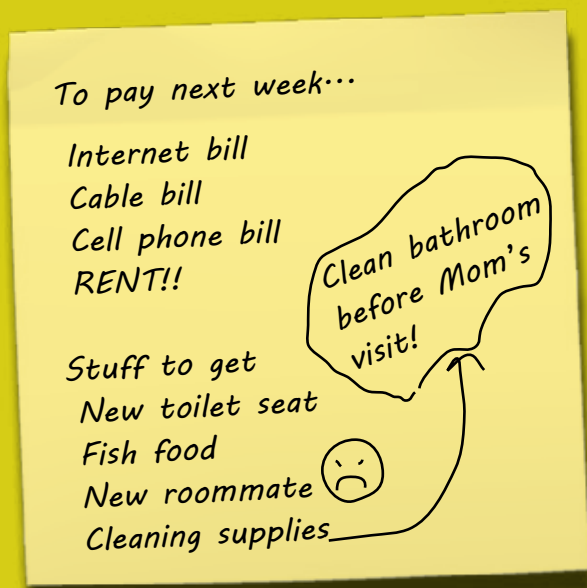 To pay next week...
Internet bill
Cable bill
Cell phone bill
RENT!!
Stuff to get
New toilet seat
Fish food
New roommate
Cleaning supplies
Clean bathroom
before Mom's
visit!